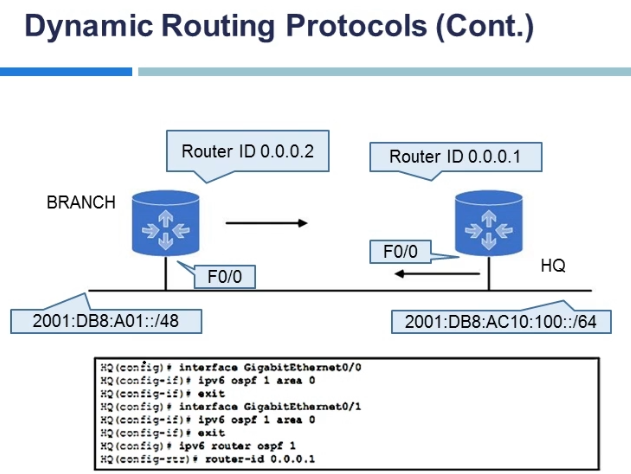 Dynamic Routing Protocols (Cont.)
Router ID 0.0.0.2
Router ID 0.0.0.1
BRANCH
F0/0
F0/0
HQ
2001:DB8:A01::/48
2001:DB8:AC10:100::/64
HQ(config)# interface GigabitEthernet0/0
HQ(config-if)# ipv6 ospf 1 area 0
HQ(config-if)# exit
HQ(config)# interface GigabitEthernet0/1
HQ(config-if)# ipv6 ospf 1 area 0
HQ(config-if)# exit
HQ(config)# ipv6 router ospf 1
HQ(config-rtr)# router-id 0.0.0.1